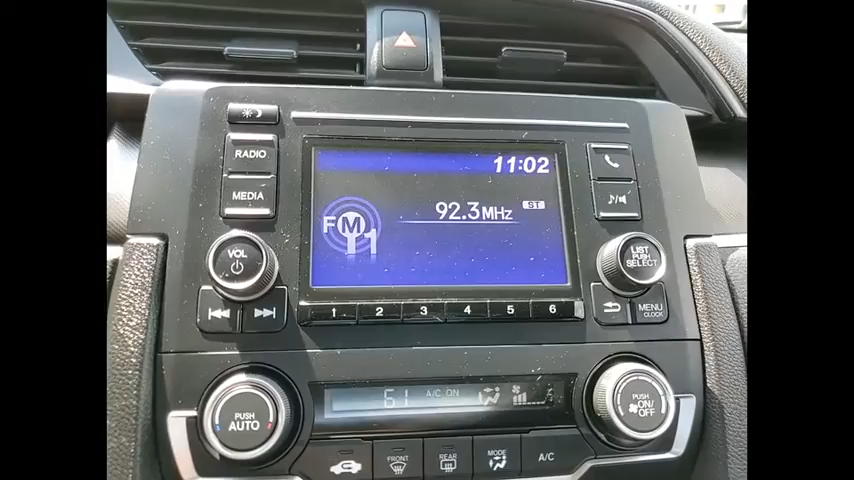 RADIO
MEDIA
11:02
92.3MHz
ST
FM1
VOL
LIST
PUSH
SELECT
1 2 3 4 5 6
MENU
CLOCK
61
A/C ON
PUSH
AUTO
PUSH
ON/
OFF
FRONT
REAR
MODE
A/C